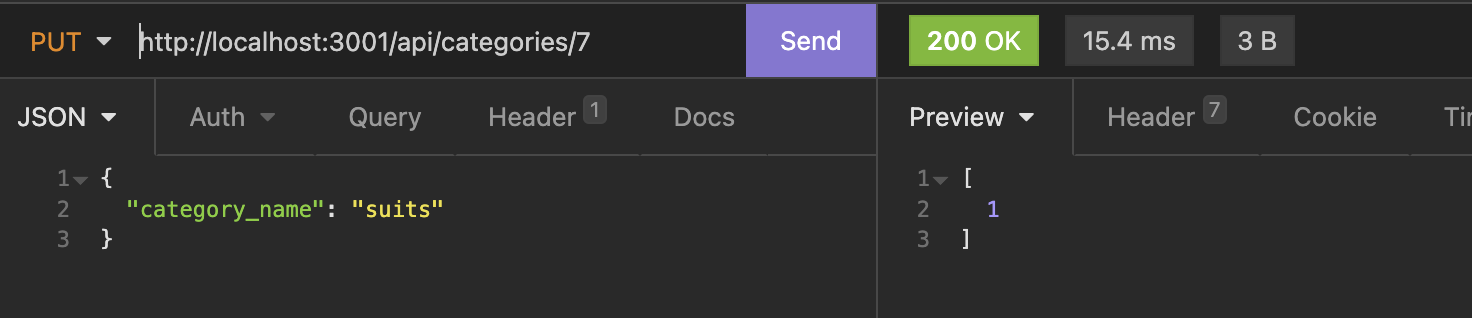 PUT http://localhost:3001/api/categories/7 Send 200 OK 15.4 ms 3 B
JSON Auth Query Header 1 Docs Preview Header 7 Cookie Tir
1 {
2 "category_name": "suits"
3 }
1 [
2 1
3 ]